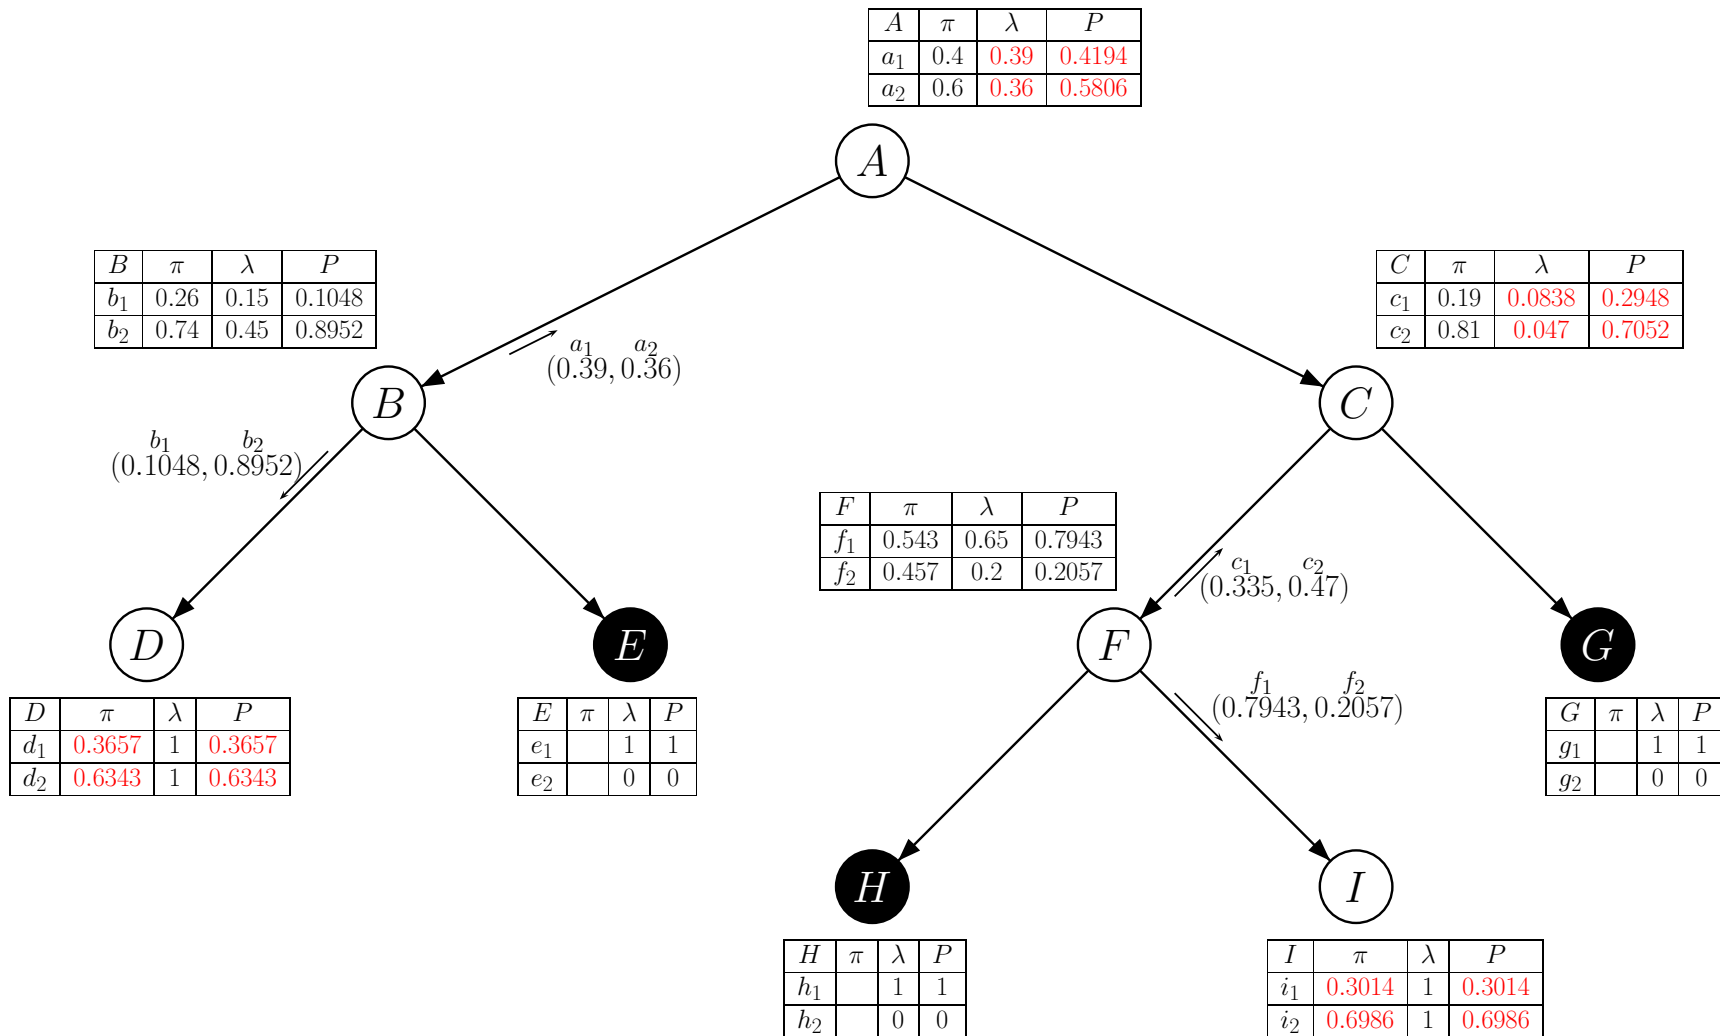 A π λ P
a1 0.4 0.39 0.4194
a2 0.6 0.36 0.5806
A
B π λ P
b1 0.26 0.15 0.1048
b2 0.74 0.45 0.8952
C π λ P
c1 0.19 0.0838 0.2948
c2 0.81 0.047 0.7052
a1 a2
(0.39, 0.36)
B
C
b1 b2
(0.1048, 0.8952)
F π λ P
f1 0.543 0.65 0.7943
f2 0.457 0.2 0.2057
c1 c2
(0.335, 0.47)
D
E
F
G
f1 f2
(0.7943, 0.2057)
D π λ P
d1 0.3657 1 0.3657
d2 0.6343 1 0.6343
E π λ P
e1 1 1
e2 0 0
G π λ P
g1 1 1
g2 0 0
H
I
H π λ P
h1 1 1
h2 0 0
I π λ P
i1 0.3014 1 0.3014
i2 0.6986 1 0.6986